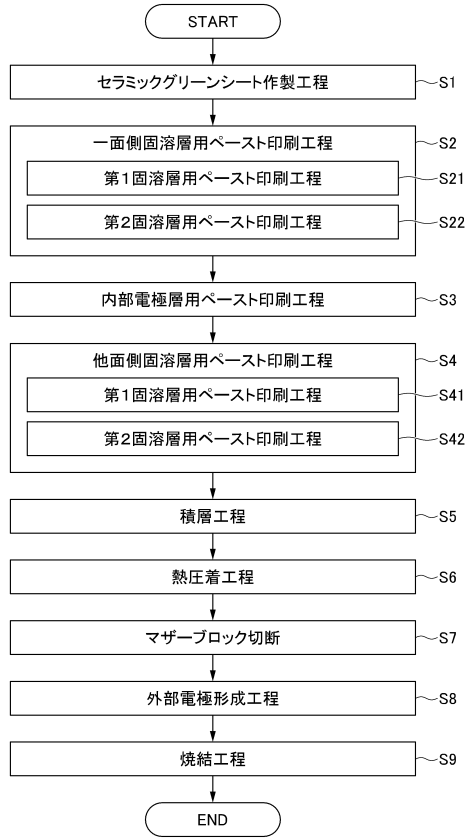 START
セラミックグリーンシート作製工程 S1
一面側固溶層用ペースト印刷工程 S2
第1固溶層用ペースト印刷工程 S21
第2固溶層用ペースト印刷工程 S22
内部電極層用ペースト印刷工程 S3
他面側固溶層用ペースト印刷工程 S4
第1固溶層用ペースト印刷工程 S41
第2固溶層用ペースト印刷工程 S42
積層工程 S5
熱圧着工程 S6
マザーブロック切断 S7
外部電極形成工程 S8
焼結工程 S9
END